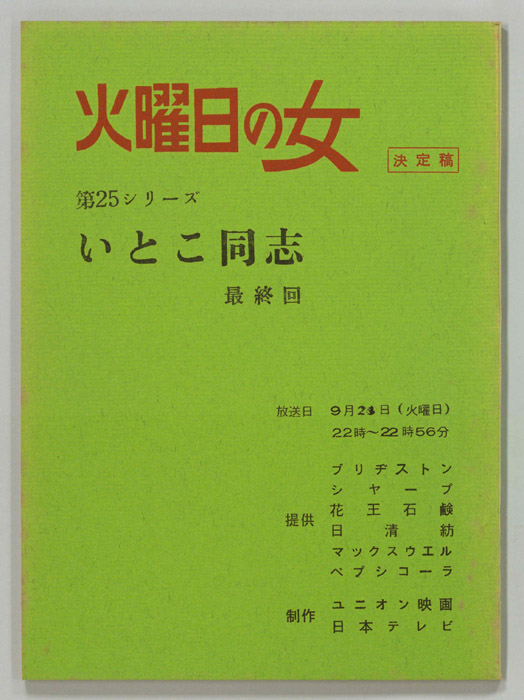 火曜日の女
決定稿
第25シリーズ
いとこ同志
最終回
放送日 9月28日(火曜日)
22時～22時56分
提供
ブリヂストン
シヤープ
花王石鹸
日清紡
マックスウエル
ペプシコーラ
制作
ユニオン映画
日本テレビ